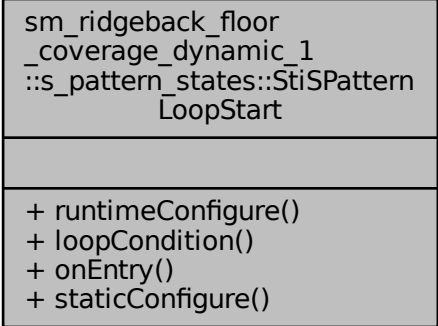 sm_ridgeback_floor
_coverage_dynamic_1
::s_pattern_states::StiSPattern
LoopStart
+ runtimeConfigure()
+ loopCondition()
+ onEntry()
+ staticConfigure()